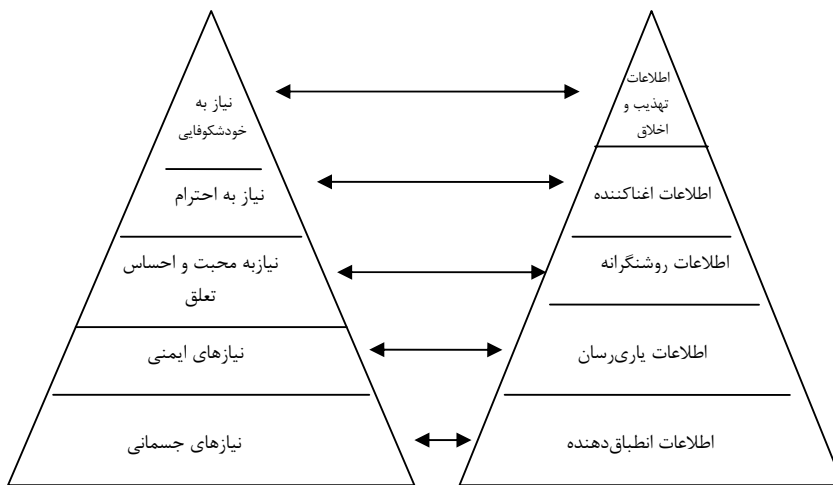 اطلاعات
تهذیب و
اخلاق
نیاز به
خودشکوفایی
اطلاعات اغناکننده
نیاز به احترام
اطلاعات روشنگرانه
نیازبه محبت و احساس
تعلق
اطلاعات یاری‌رسان
نیازهای ایمنی
اطلاعات انطباق‌دهنده
نیازهای جسمانی